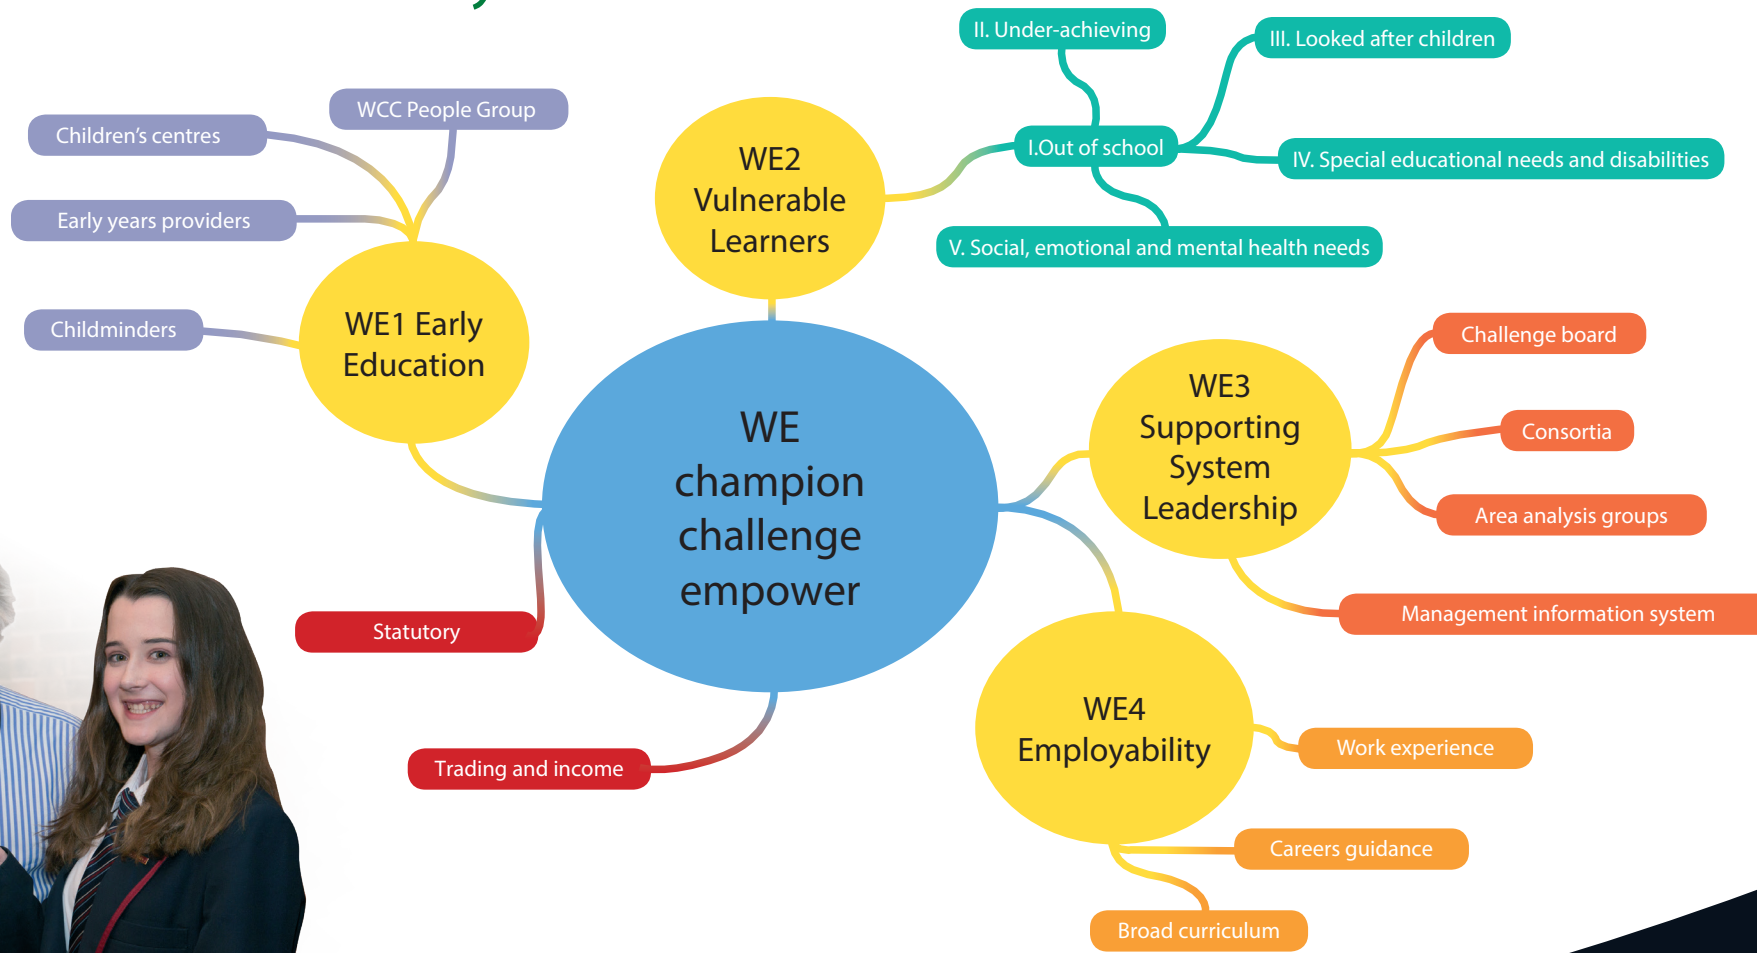 II. Under-achieving
III. Looked after children
WCC People Group
Children's centres
I.Out of school
WE2
Vulnerable
Learners
IV. Special educational needs and disabilities
Early years providers
V. Social, emotional and mental health needs
WE1 Early
Education
Childminders
Challenge board
WE3
Supporting
System
Leadership
Consortia
WE
champion
challenge
empower
Area analysis groups
Management information system
Statutory
WE4
Employability
Work experience
Trading and income
Careers guidance
Broad curriculum